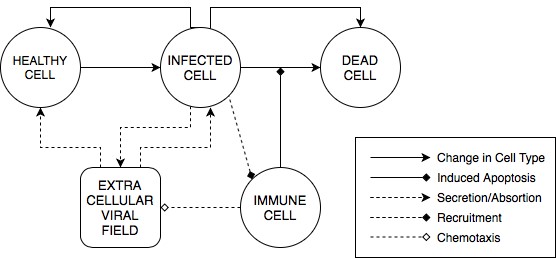 HEALTHY
CELL
INFECTED
CELL
DEAD
CELL
EXTRA
CELLULAR
VIRAL
FIELD
IMMUNE
CELL
Change in Cell Type
Induced Apoptosis
Secretion/Absortion
Recruitment
Chemotaxis